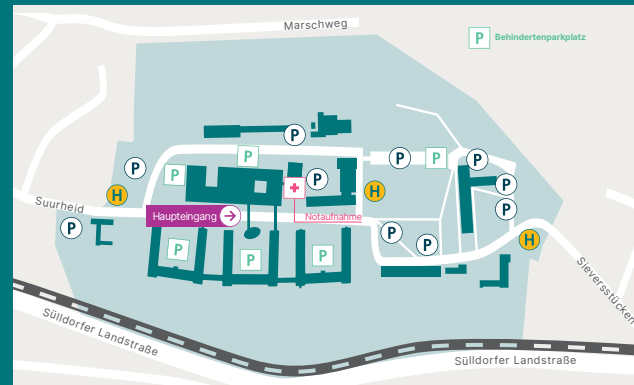 Marschweg
P Behindertenparkplatz
P
P
P
P
P
P
P
P
P
P
H
H
Suurheid
Haupteingang
Notaufnahme
P
P
P
P
P
P
P
H
Sieversstücken
Sülldorfer Landstraße
Sülldorfer Landstraße